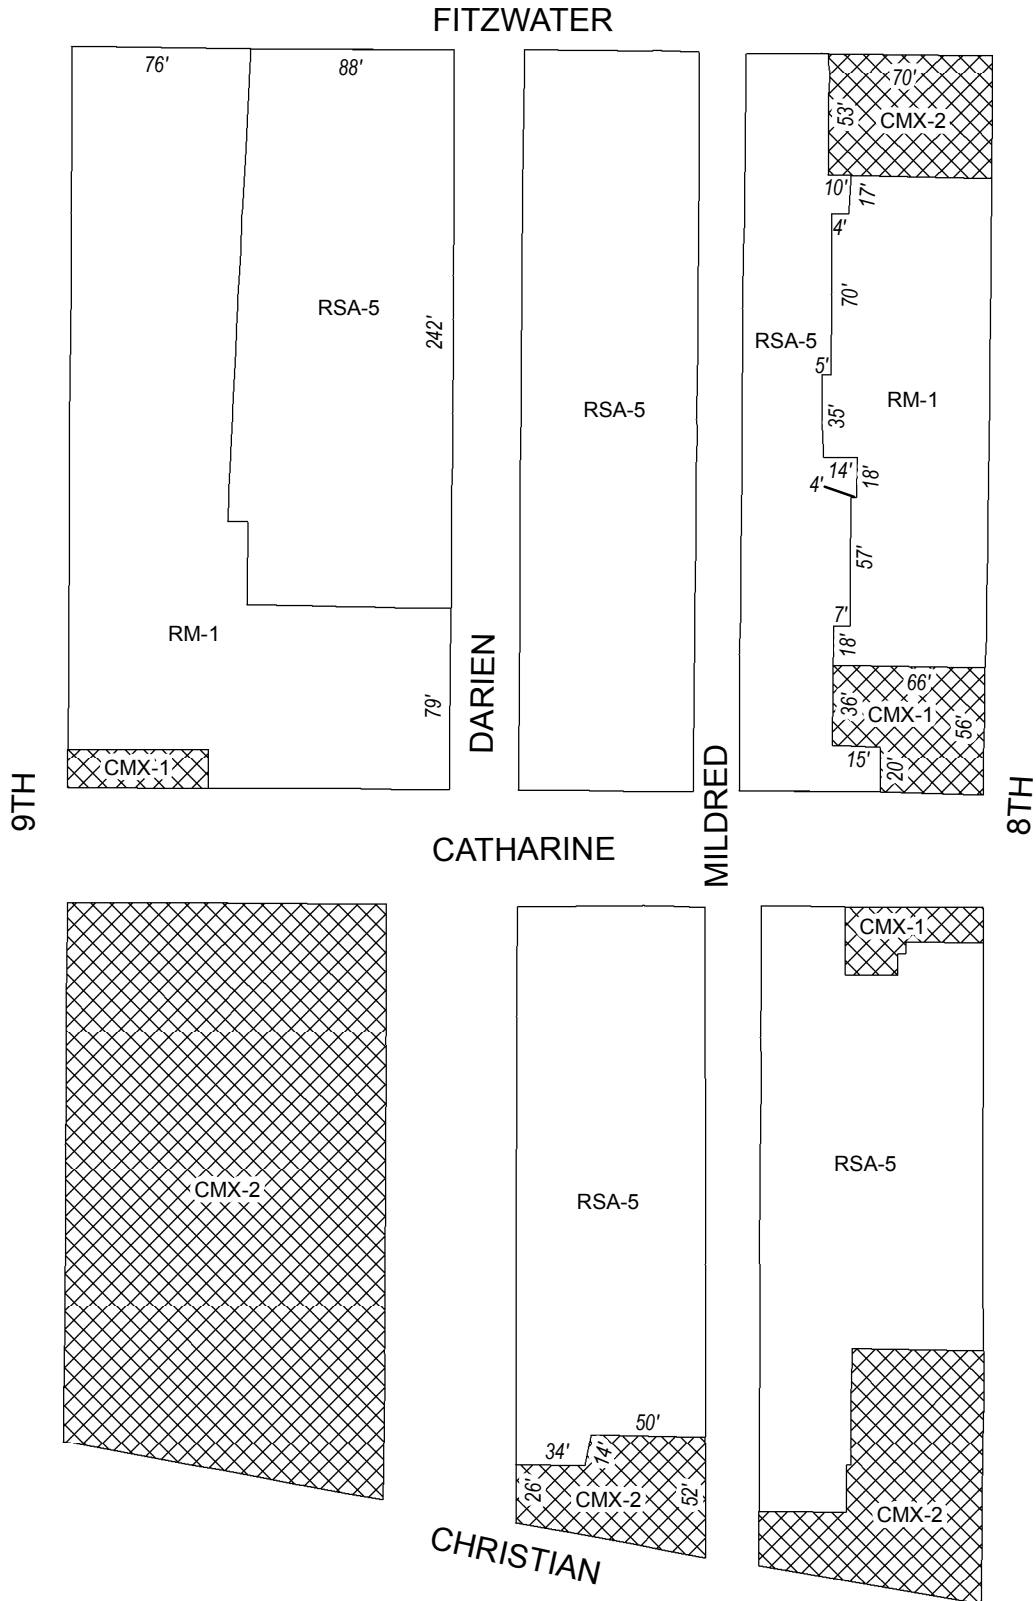 FITZWATER
76'
88'
70'
53'
CMX-2
10'
17'
4'
RSA-5
242'
70'
RSA-5
5'
RM-1
RSA-5
35'
14'
18'
4'
57'
7'
18'
RM-1
DARIEN
79'
66'
36'
CMX-1
56'
15'
20'
CMX-1
9TH
MILDRED
8TH
CATHARINE
CMX-1
CMX-2
RSA-5
RSA-5
50'
34'
14'
26'
CMX-2
52'
CMX-2
CHRISTIAN